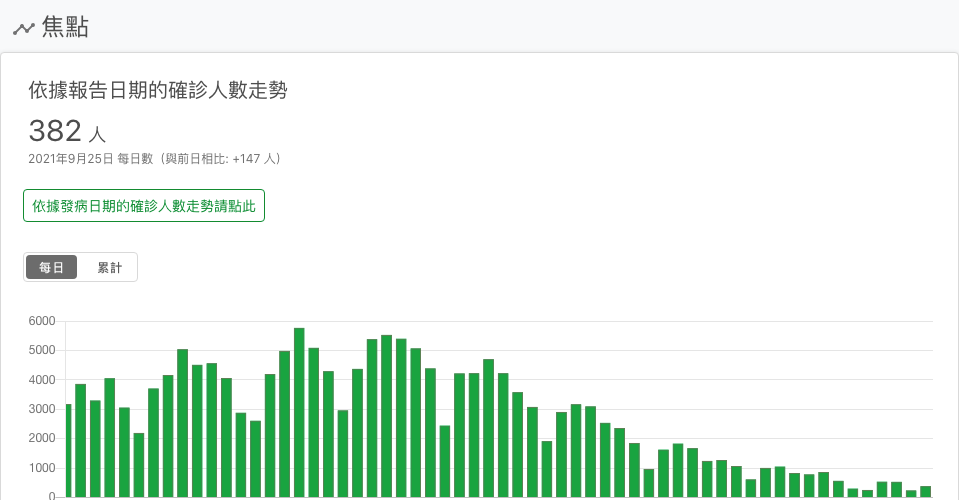 焦點
依據報告日期的確診人數走勢
382 人
2021年9月25日 每日數（與前日相比: +147 人）
依據發病日期的確診人數走勢請點此
每日 累計
6000
5000
4000
3000
2000
1000
0